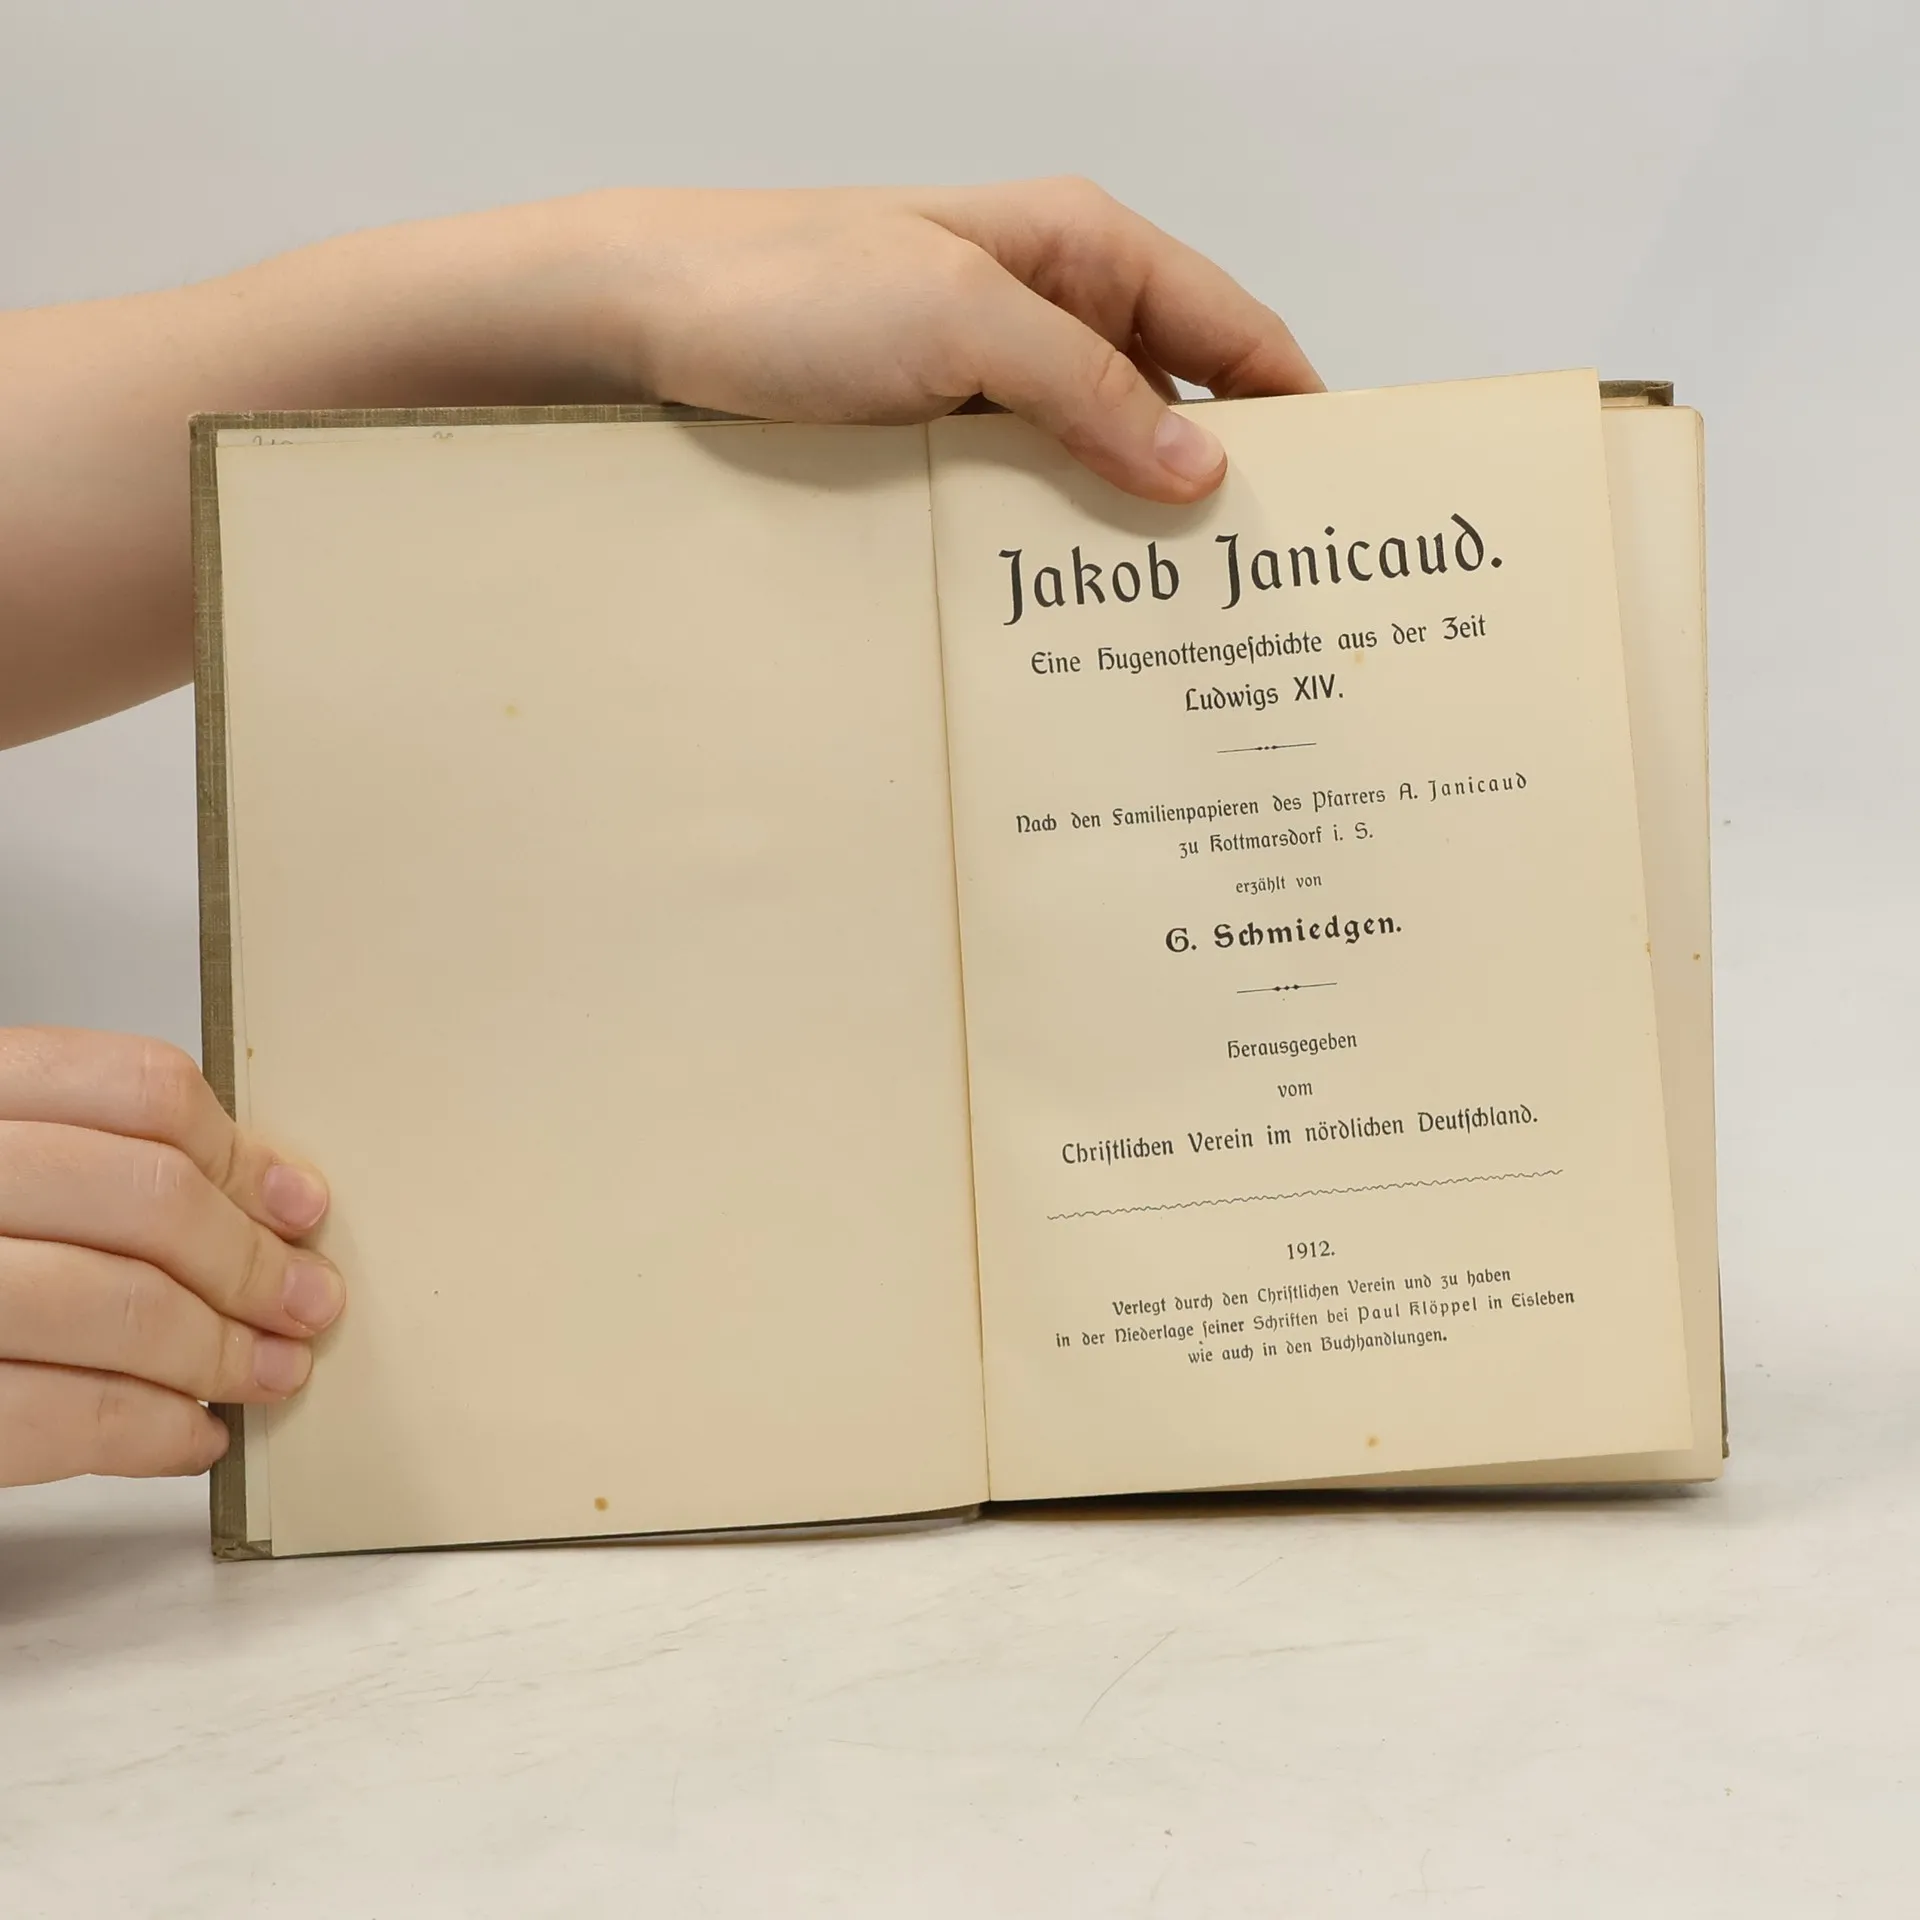 Jakob Janicaud.
Eine Hugenottengeſchichte aus der Zeit
Ludwigs XIV.
Nach den Familienpapieren des Pfarrers A. Janicaud
zu Kottmarsdorf i. S.
erzählt von
G. Schmiedgen.
Herausgegeben
vom
Chriſtlichen Verein im nördlichen Deutſchland.
1912.
Verlegt durch den Chriſtlichen Verein und zu haben
in der Niederlage ſeiner Schriften bei Paul Klöppel in Eisleben
wie auch in den Buchhandlungen.